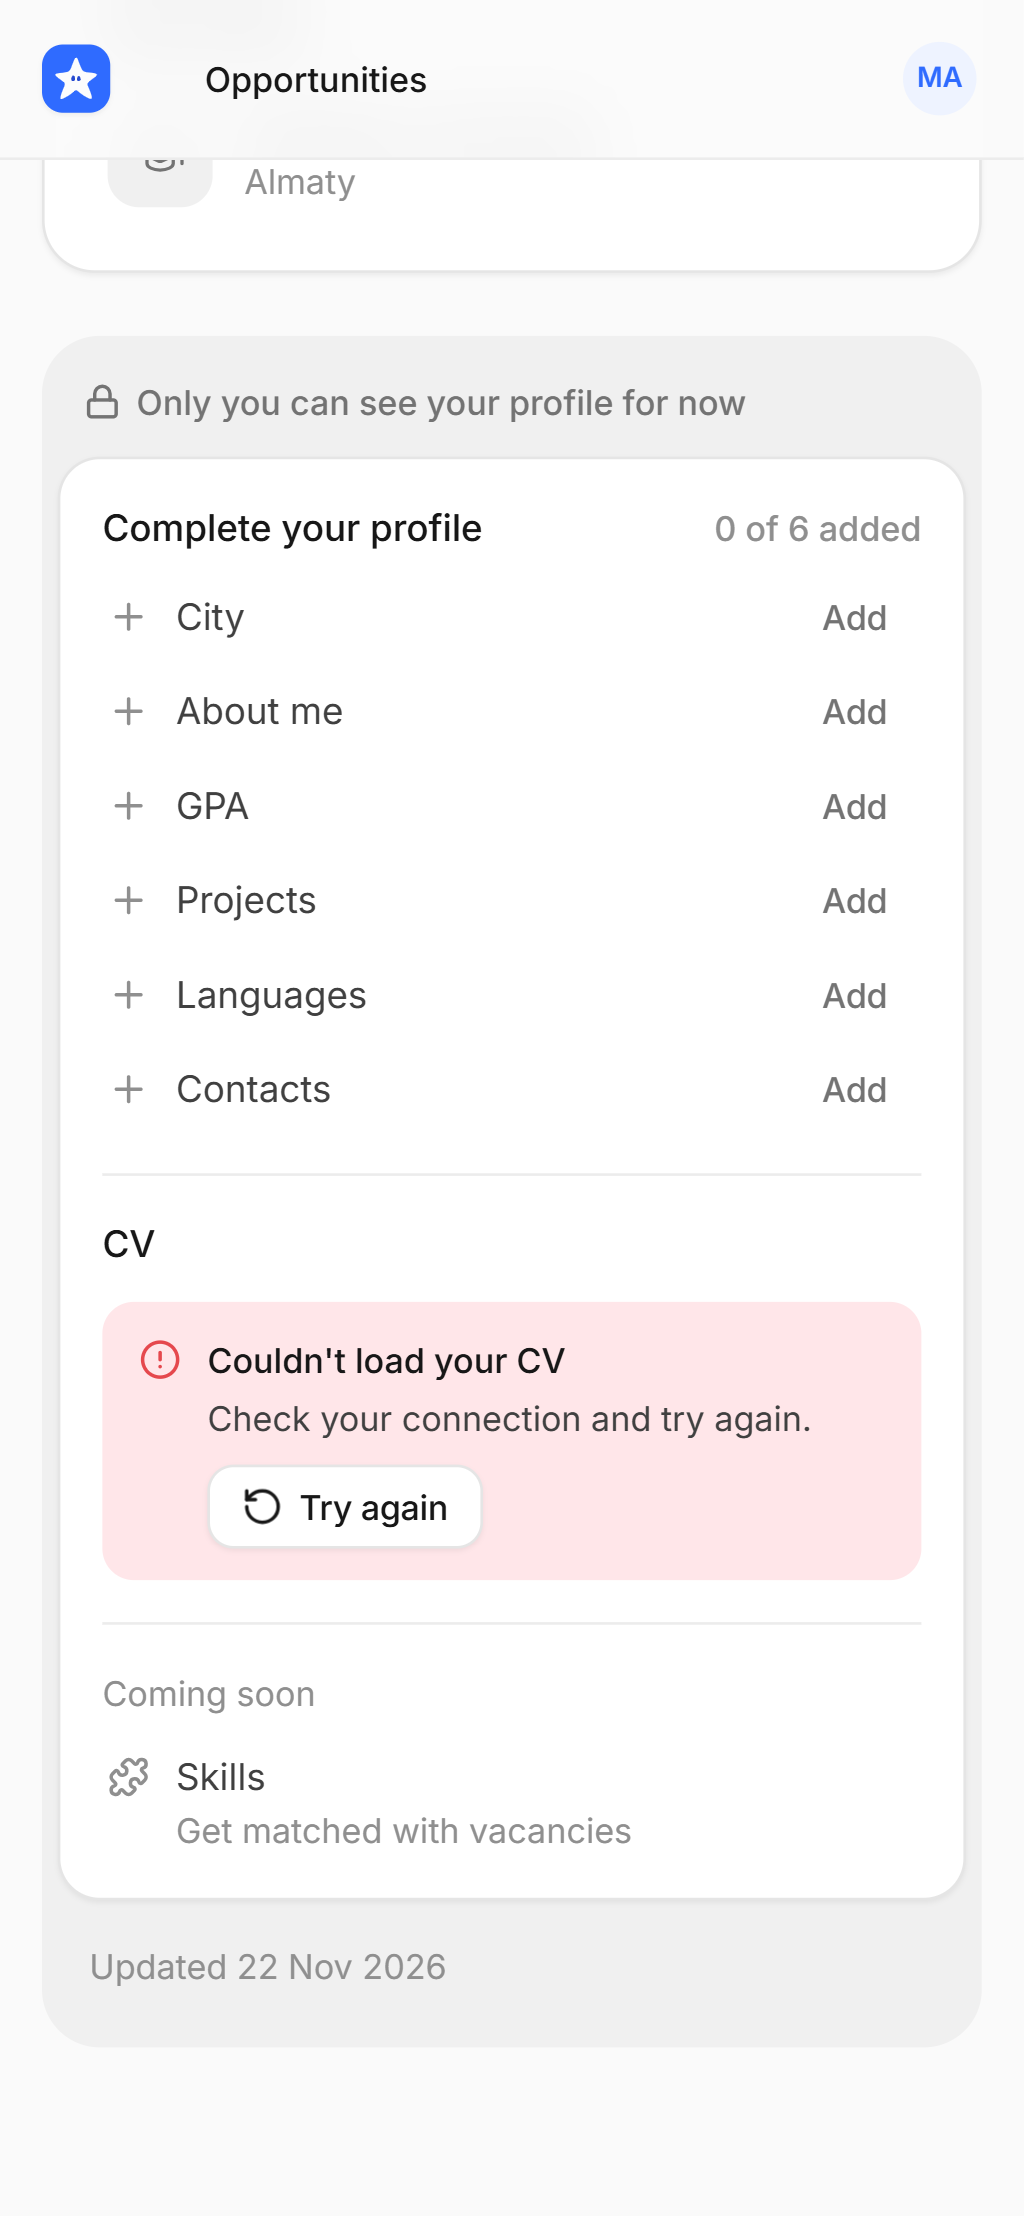 Opportunities
MA
Almaty
Only you can see your profile for now
Complete your profile
0 of 6 added
City
Add
About me
Add
GPA
Add
Projects
Add
Languages
Add
Contacts
Add
CV
Couldn't load your CV
Check your connection and try again.
Try again
Coming soon
Skills
Get matched with vacancies
Updated 22 Nov 2026